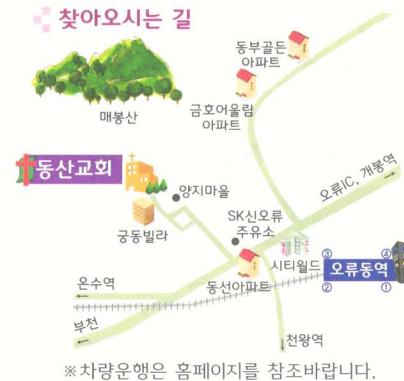 찾아오시는 길
동부골든
아파트
매봉산
금호어울림
아파트
동산교회
오류IC, 개봉역
양지마을
SK신오류
주유소
궁동빌라
③
④
시티월드
오류동역
②
①
온수역
동선아파트
부천
천왕역
※차량운행은 홈페이지를 참조바랍니다.